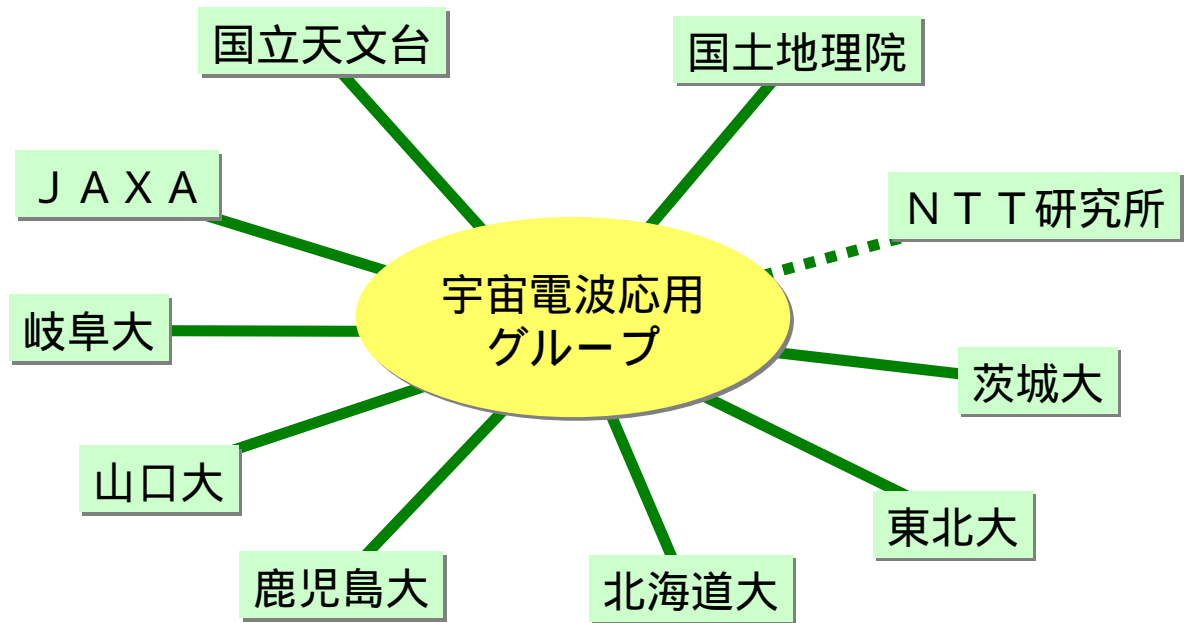 国立天文台
国土地理院
ＪＡＸＡ
ＮＴＴ研究所
宇宙電波応用
グループ
岐阜大
茨城大
山口大
東北大
鹿児島大
北海道大